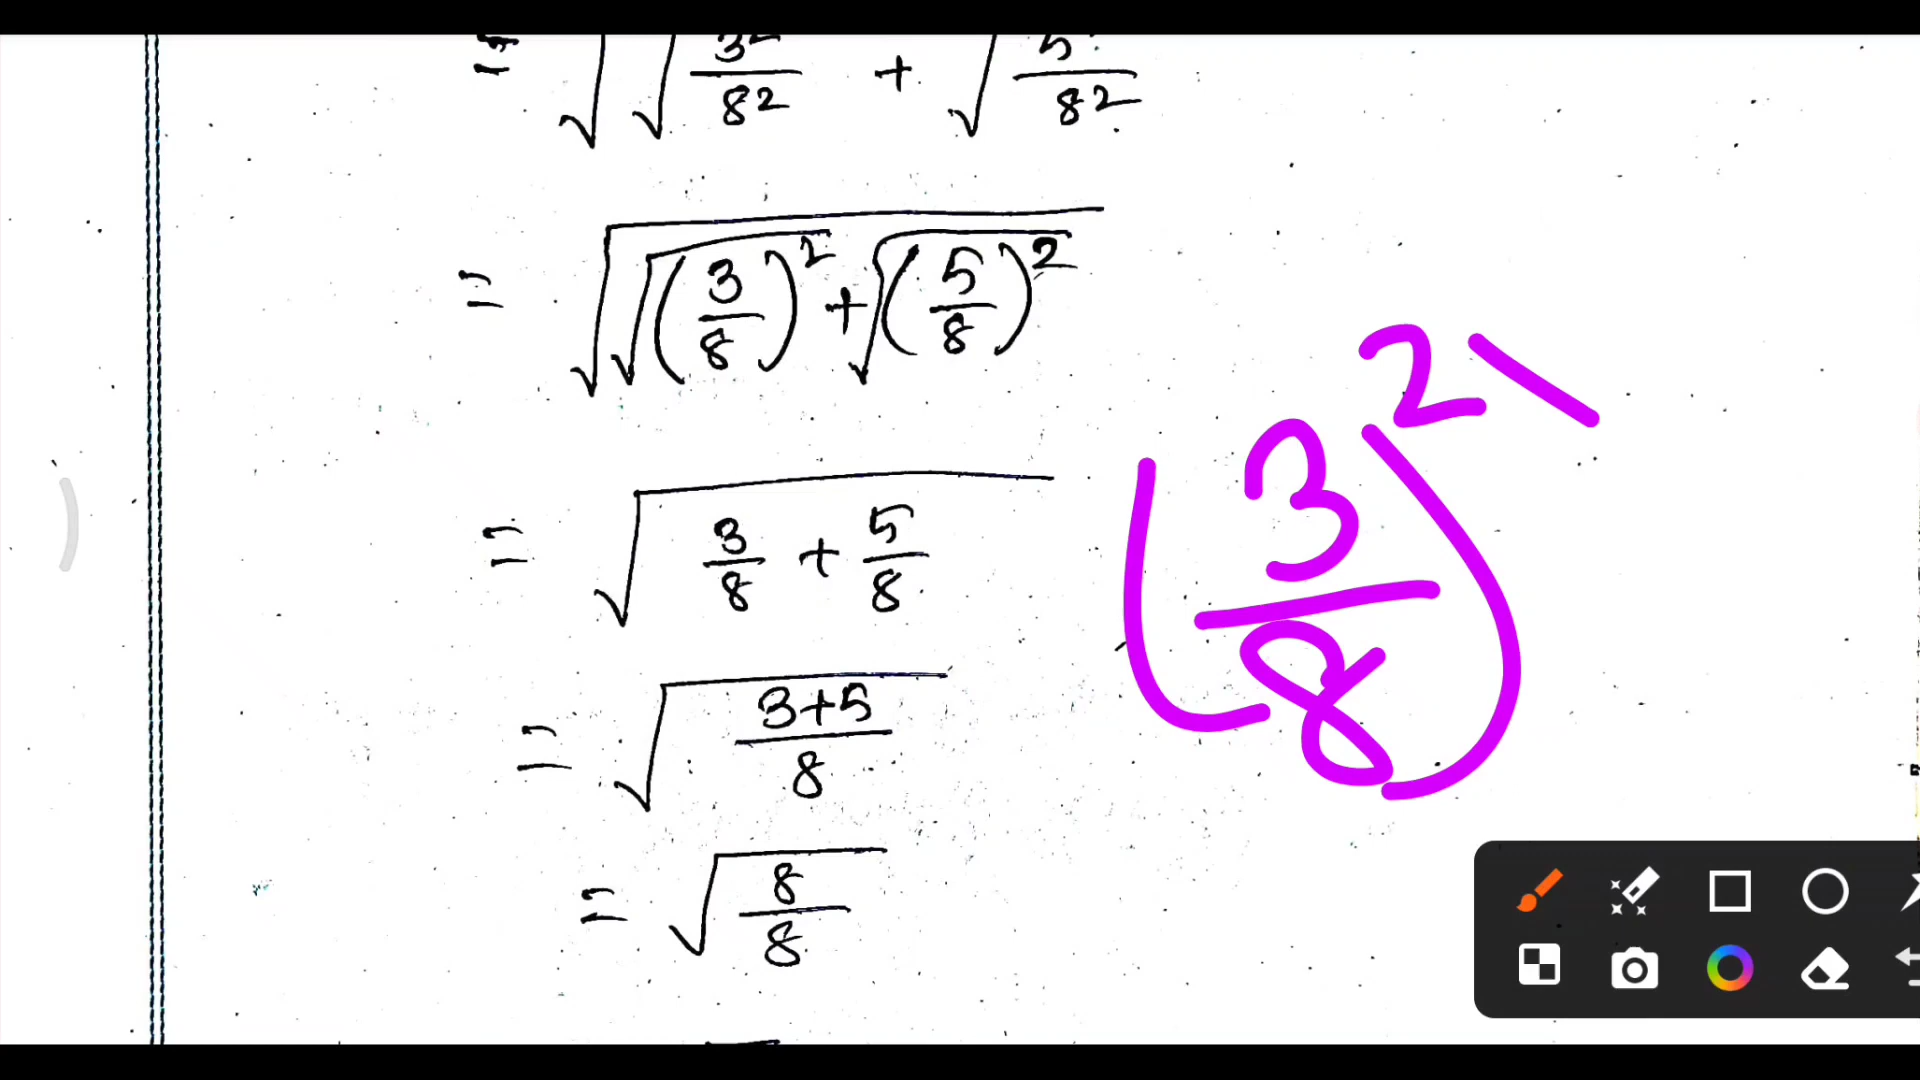 = √(√(3²/8²) + √(5²/8²))
= √(√((3/8)²) + √((5/8)²))
= √(3/8 + 5/8)
= √((3+5)/8)
= √(8/8)
(3/8)² \